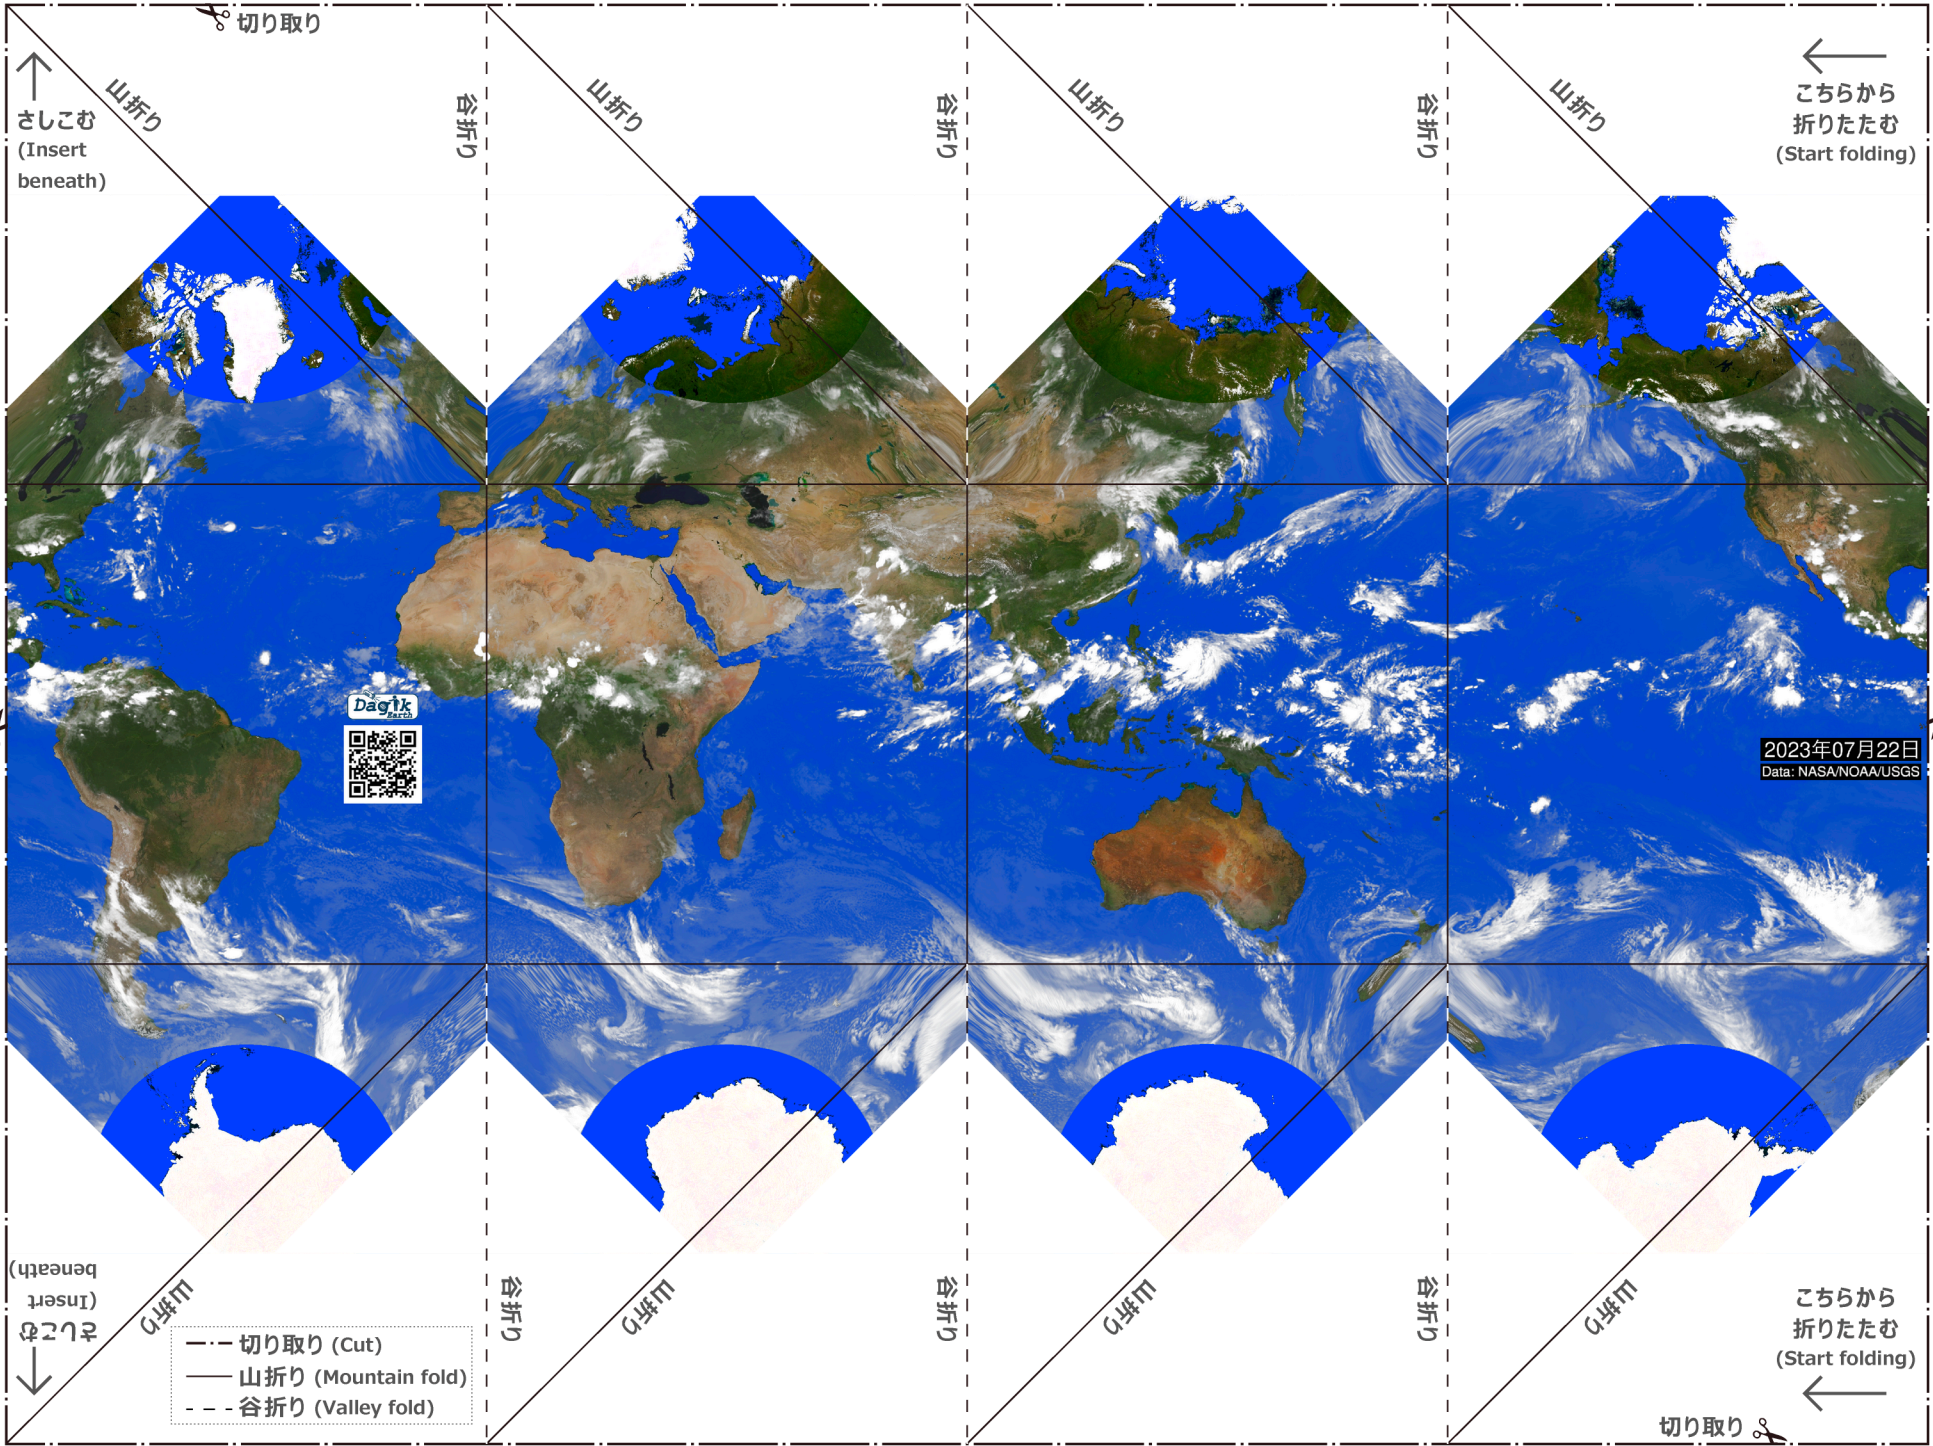 切り取り
山折り
谷折り
山折り
谷折り
山折り
谷折り
山折り
さしこむ
(Insert
beneath)
こちらから
折りたたむ
(Start folding)
Dagik
Earth
2023年07月22日
Data: NASA/NOAA/USGS
さしこむ
(Insert
beneath)
山折り
谷折り
山折り
谷折り
山折り
谷折り
山折り
こちらから
折りたたむ
(Start folding)
切り取り (Cut)
山折り (Mountain fold)
谷折り (Valley fold)
切り取り